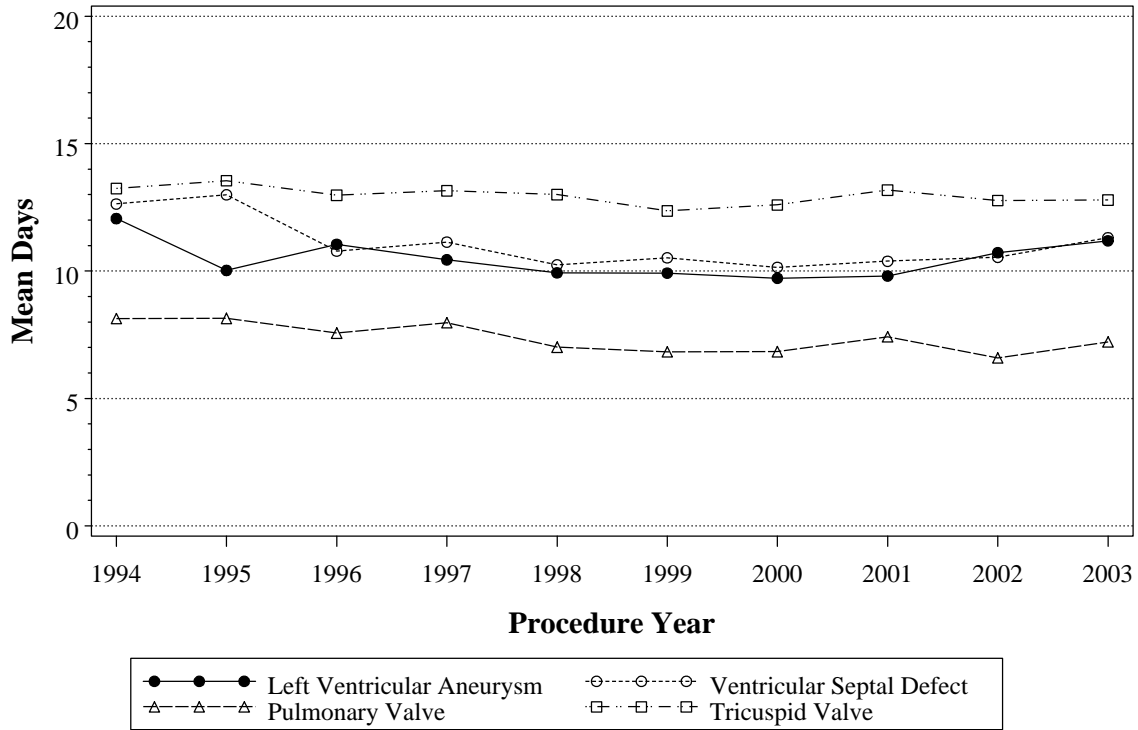 20
15
10
5
0
Mean Days
1994 1995 1996 1997 1998 1999 2000 2001 2002 2003
Procedure Year
Left Ventricular Aneurysm Ventricular Septal Defect
Pulmonary Valve Tricuspid Valve